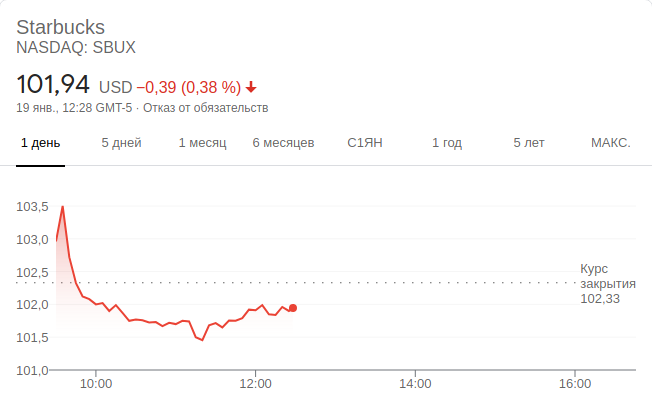 Starbucks
NASDAQ: SBUX
101,94 USD −0,39 (0,38 %)
19 янв., 12:28 GMT-5 · Отказ от обязательств
1 день 5 дней 1 месяц 6 месяцев С1ЯН 1 год 5 лет МАКС.
103,5
103,0
102,5
102,0
101,5
101,0
Курс
закрытия
102,33
10:00 12:00 14:00 16:00